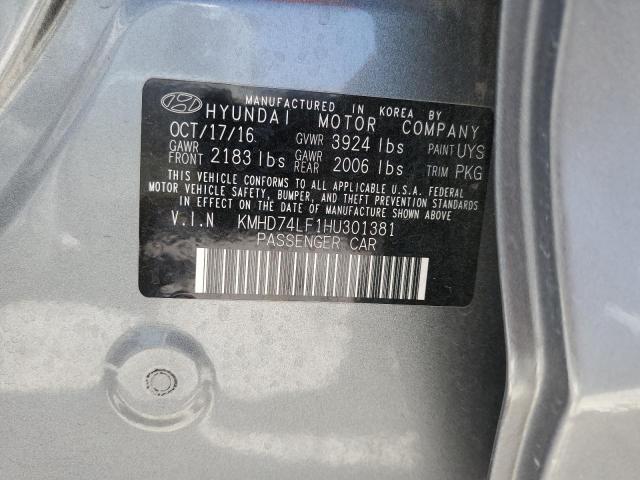 MANUFACTURED IN KOREA BY
HYUNDAI MOTOR COMPANY
OCT/17/16 GVWR 3924 lbs PAINT UYS
GAWR FRONT 2183 lbs GAWR REAR 2006 lbs TRIM PKG
THIS VEHICLE CONFORMS TO ALL APPLICABLE U.S.A. FEDERAL
MOTOR VEHICLE SAFETY, BUMPER, AND THEFT PREVENTION STANDARDS
IN EFFECT ON THE DATE OF MANUFACTURE SHOWN ABOVE
V.I.N KMHD74LF1HU301381
PASSENGER CAR